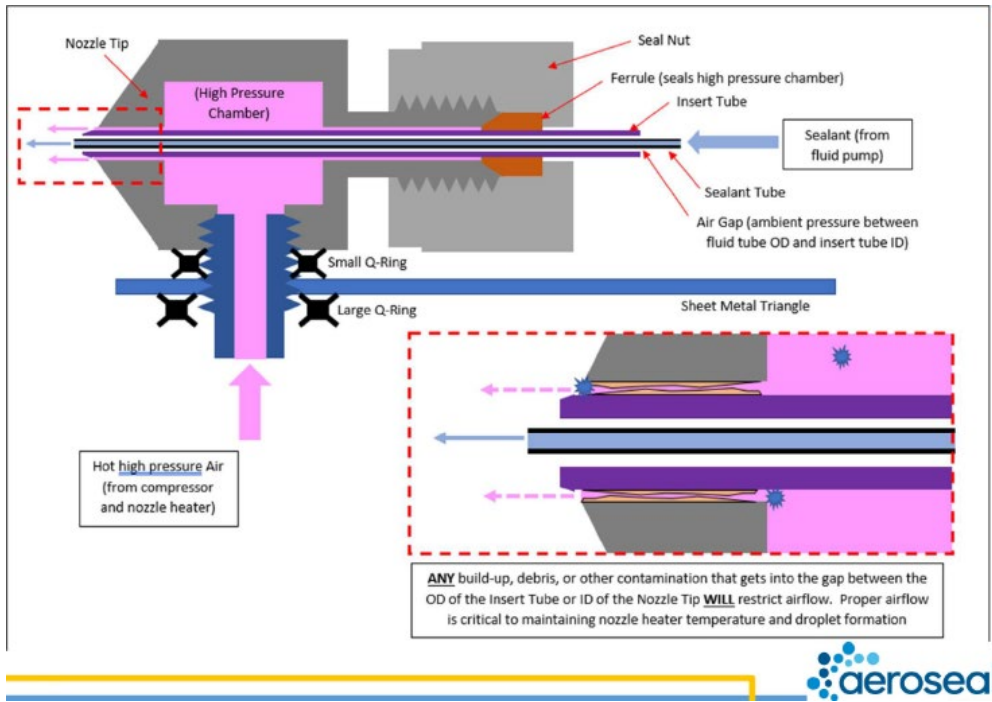 Nozzle Tip
(High Pressure
Chamber)
Seal Nut
Ferrule (seals high pressure chamber)
Insert Tube
Sealant (from
fluid pump)
Sealant Tube
Air Gap (ambient pressure between
fluid tube OD and insert tube ID)
Small Q-Ring
Large Q-Ring
Sheet Metal Triangle
Hot high pressure Air
(from compressor
and nozzle heater)
ANY build-up, debris, or other contamination that gets into the gap between the
OD of the Insert Tube or ID of the Nozzle Tip WILL restrict airflow. Proper airflow
is critical to maintaining nozzle heater temperature and droplet formation
aerosea